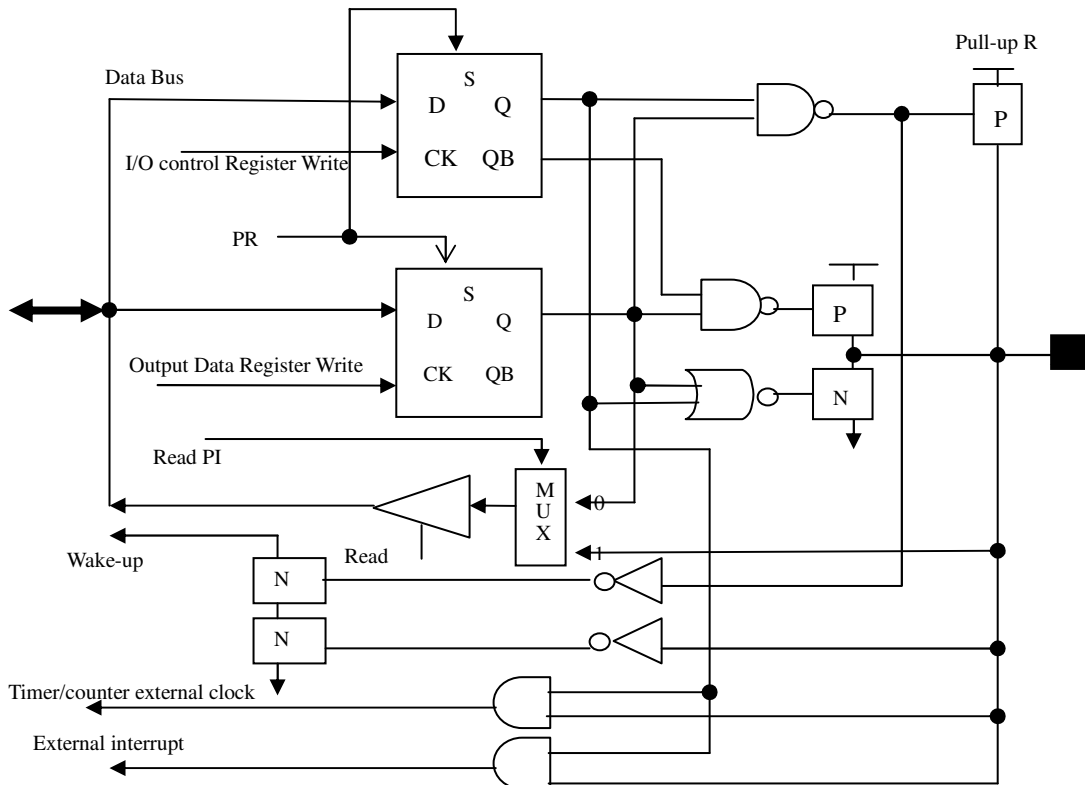 Pull-up R
Data Bus
S
D Q
CK QB
P
I/O control Register Write
PR
S
D Q
CK QB
P
Output Data Register Write
N
Read PI
M
U
X
0
1
Read
Wake-up
N
N
Timer/counter external clock
External interrupt